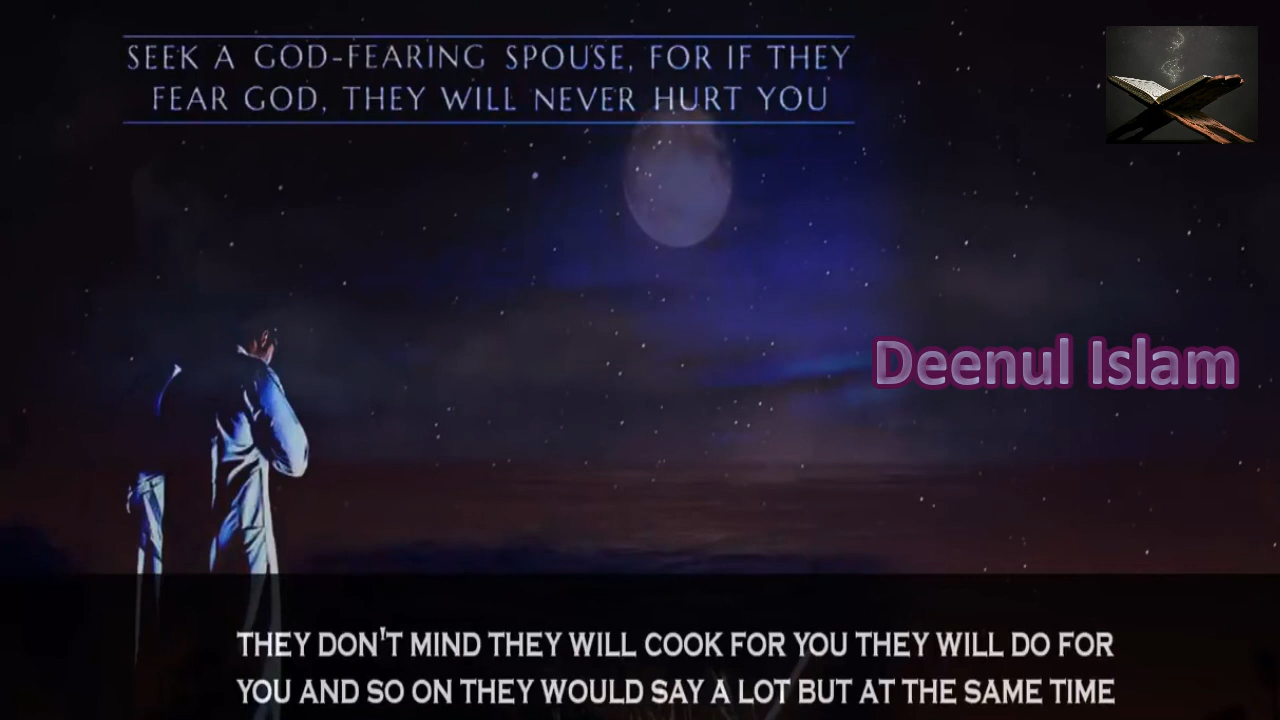 SEEK A GOD-FEARING SPOUSE, FOR IF THEY
FEAR GOD, THEY WILL NEVER HURT YOU
Deenul Islam
THEY DON'T MIND THEY WILL COOK FOR YOU THEY WILL DO FOR
YOU AND SO ON THEY WOULD SAY A LOT BUT AT THE SAME TIME